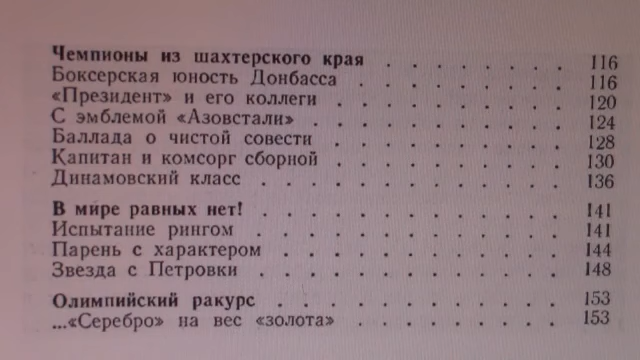 Чемпионы из шахтерского края . . . . . . . 116
Боксерская юность Донбасса . . . . . . . . 116
«Президент» и его коллеги . . . . . . . . 120
С эмблемой «Азовстали» . . . . . . . . . 124
Баллада о чистой совести . . . . . . . . 128
Капитан и комсорг сборной . . . . . . . . 130
Динамовский класс . . . . . . . . . . . 136
В мире равных нет! . . . . . . . . . . . 141
Испытание рингом . . . . . . . . . . . 141
Парень с характером . . . . . . . . . . 144
Звезда с Петровки . . . . . . . . . . . 148
Олимпийский ракурс . . . . . . . . . . 153
...«Серебро» на вес «золота» . . . . . . . . 153